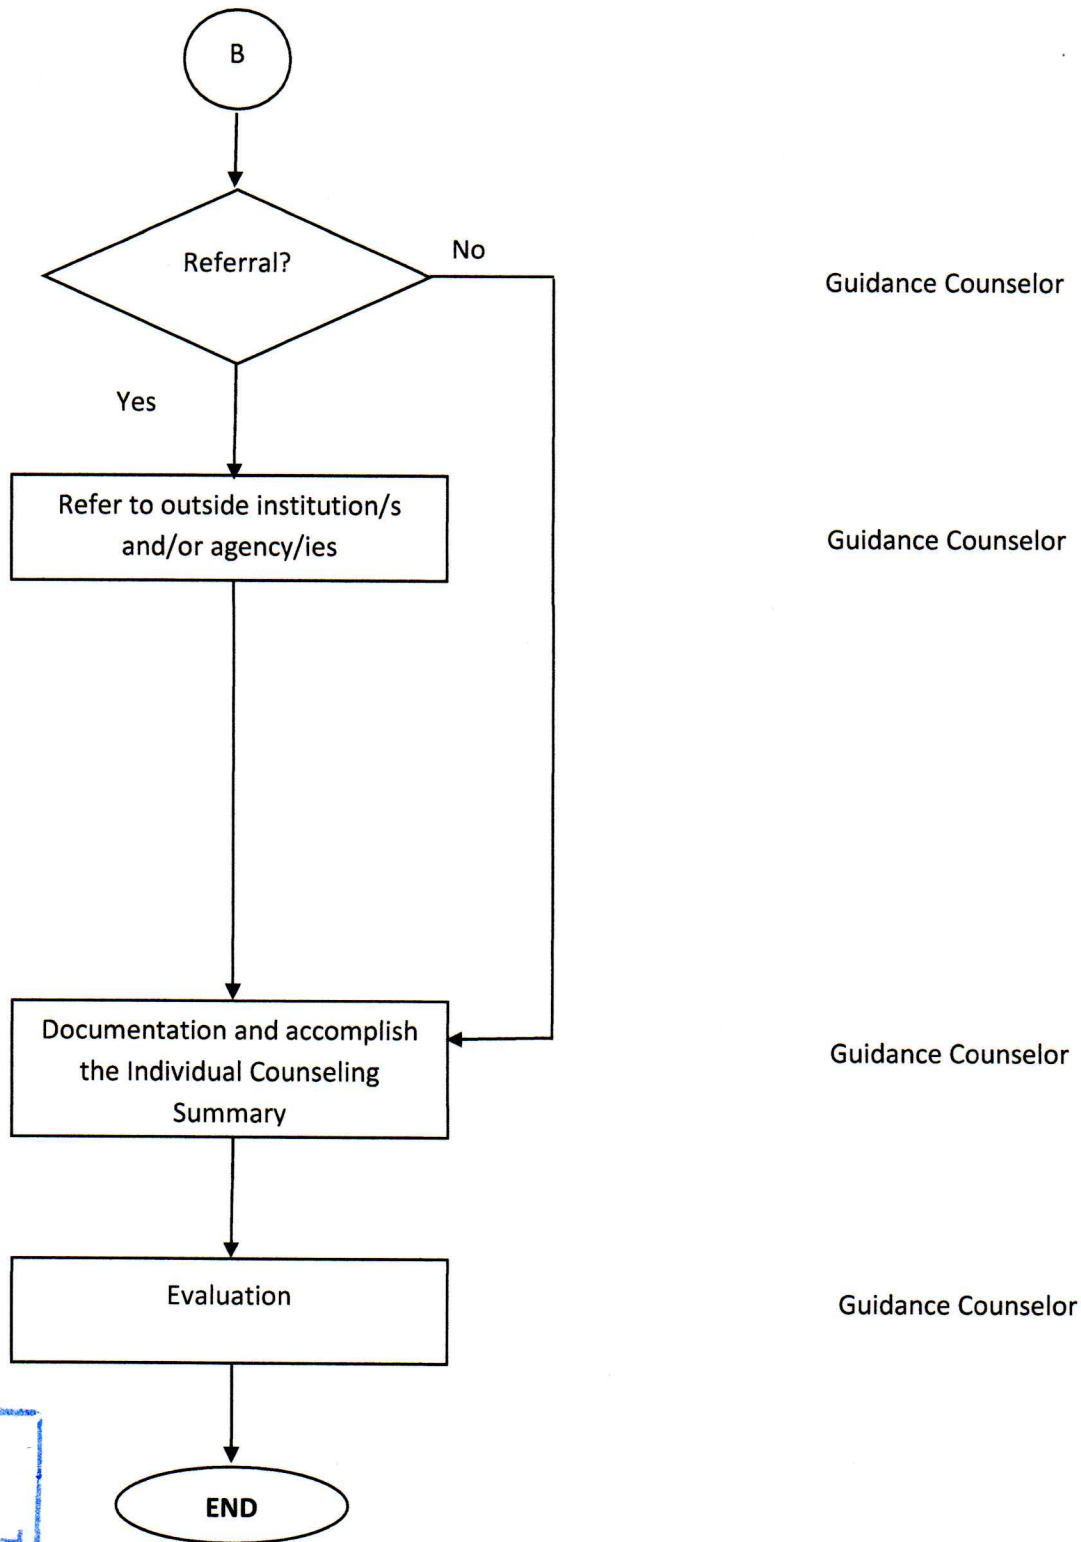 B
Referral?
No
Guidance Counselor
Yes
Refer to outside institution/s
and/or agency/ies
Guidance Counselor
Documentation and accomplish
the Individual Counseling
Summary
Guidance Counselor
Evaluation
Guidance Counselor
END